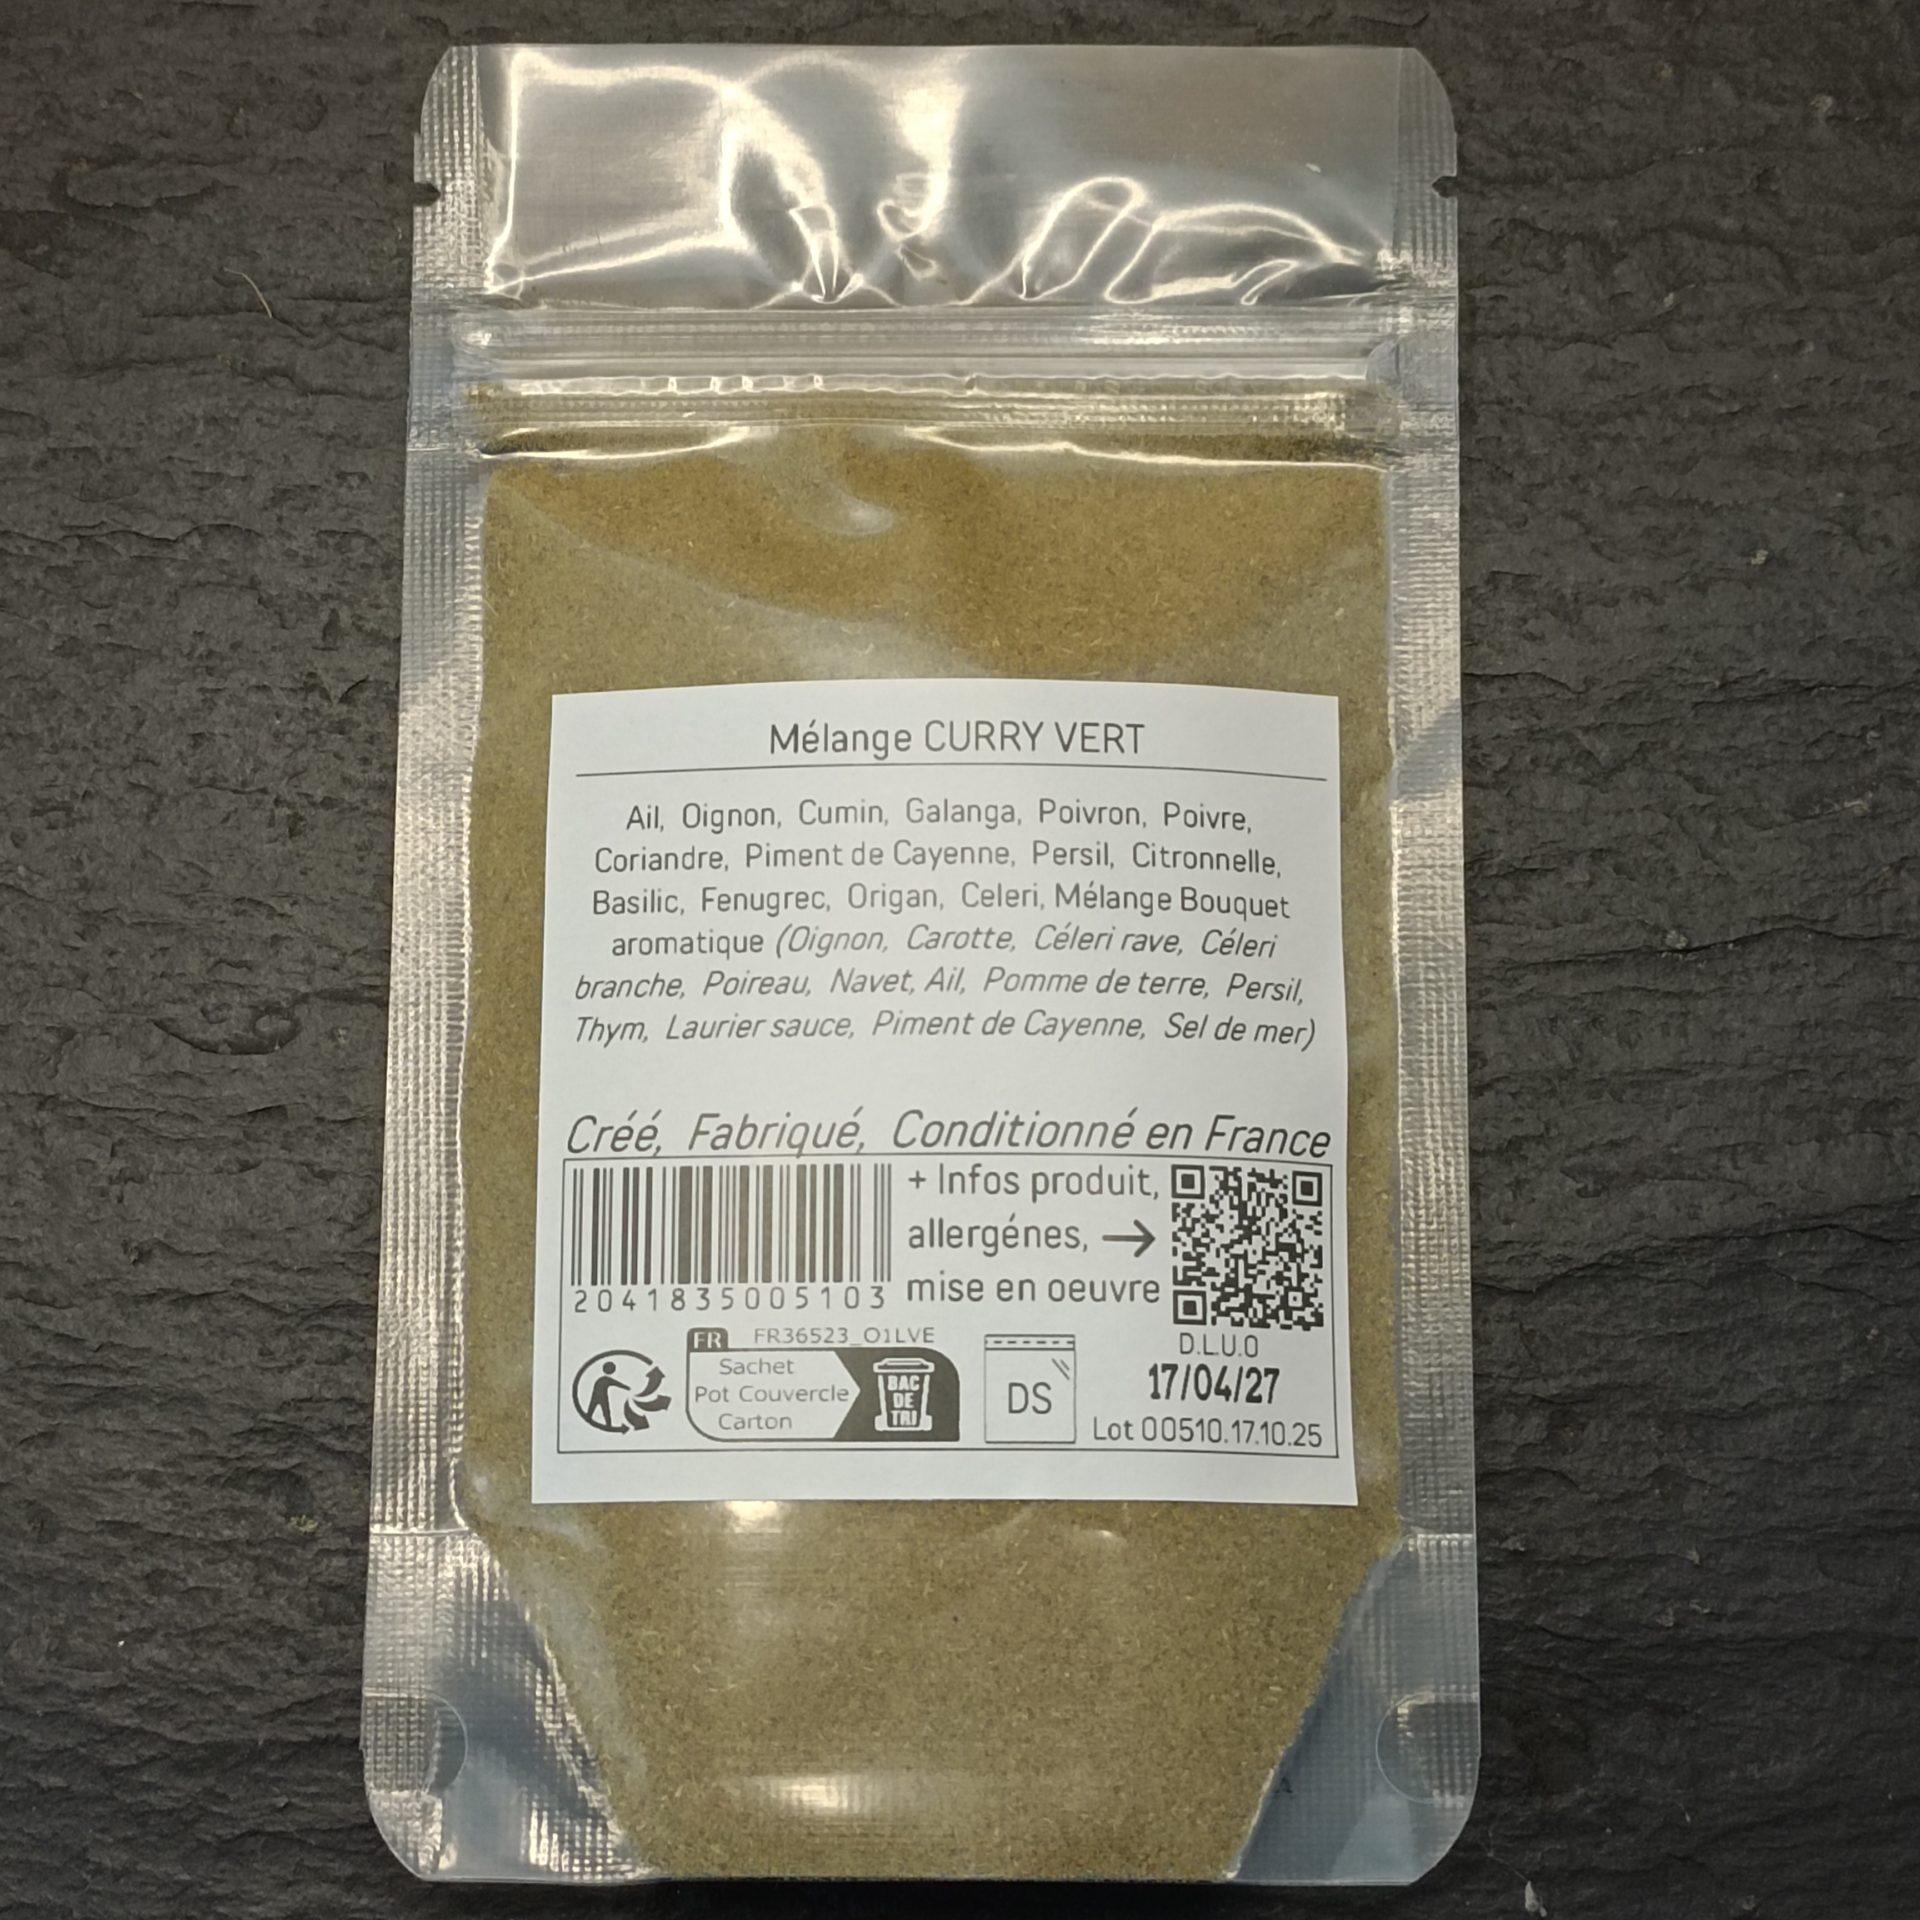 Mélange CURRY VERT
Ail, Oignon, Cumin, Galanga, Poivron, Poivre,
Coriandre, Piment de Cayenne, Persil, Citronnelle,
Basilic, Fenugrec, Origan, Celeri, Mélange Bouquet
aromatique (Oignon, Carotte, Céleri rave, Céleri
branche, Poireau, Navet, Ail, Pomme de terre, Persil,
Thym, Laurier sauce, Piment de Cayenne, Sel de mer)
Créé, Fabriqué, Conditionné en France
+ Infos produit,
allergénes, →
mise en oeuvre
2041835005103
FR FR36523_01LVE
Sachet
Pot Couvercle
Carton
BAC
DE
TRI
DS
D.L.U.O
17/04/27
Lot 00510.17.10.25